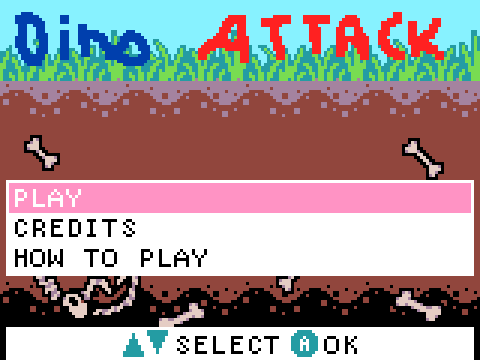 Dino ATTACK
PLAY
CREDITS
HOW TO PLAY
SELECT A OK